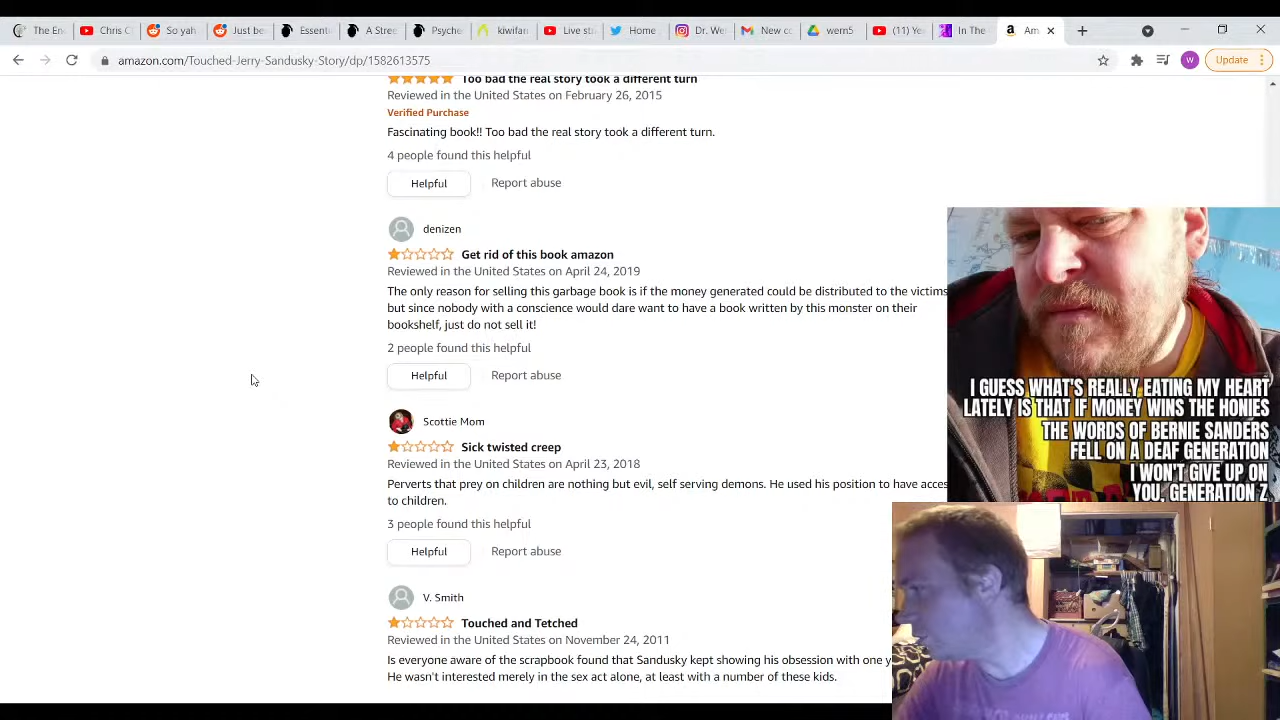 The En
Chris C
So yah
Just be
Essent
A Stree
Psyche
kiwifar
Live str
Home
Dr. We
New co
wern5
(11) Ye
In The
Am
amazon.com/Touched-Jerry-Sandusky-Story/dp/1582613575
W
Update
Too bad the real story took a different turn
Reviewed in the United States on February 26, 2015
Verified Purchase
Fascinating book!! Too bad the real story took a different turn.
4 people found this helpful
Helpful
Report abuse
denizen
Get rid of this book amazon
Reviewed in the United States on April 24, 2019
The only reason for selling this garbage book is if the money generated could be distributed to the victims
but since nobody with a conscience would dare want to have a book written by this monster on their
bookshelf, just do not sell it!
2 people found this helpful
Helpful
Report abuse
Scottie Mom
Sick twisted creep
Reviewed in the United States on April 23, 2018
Perverts that prey on children are nothing but evil, self serving demons. He used his position to have acces
to children.
3 people found this helpful
Helpful
Report abuse
V. Smith
Touched and Tetched
Reviewed in the United States on November 24, 2011
Is everyone aware of the scrapbook found that Sandusky kept showing his obsession with one y
He wasn't interested merely in the sex act alone, at least with a number of these kids.
I GUESS WHAT'S REALLY EATING MY HEART
LATELY IS THAT IF MONEY WINS THE HONIES
THE WORDS OF BERNIE SANDERS
FELL ON A DEAF GENERATION
I WON'T GIVE UP ON
YOU, GENERATION Z